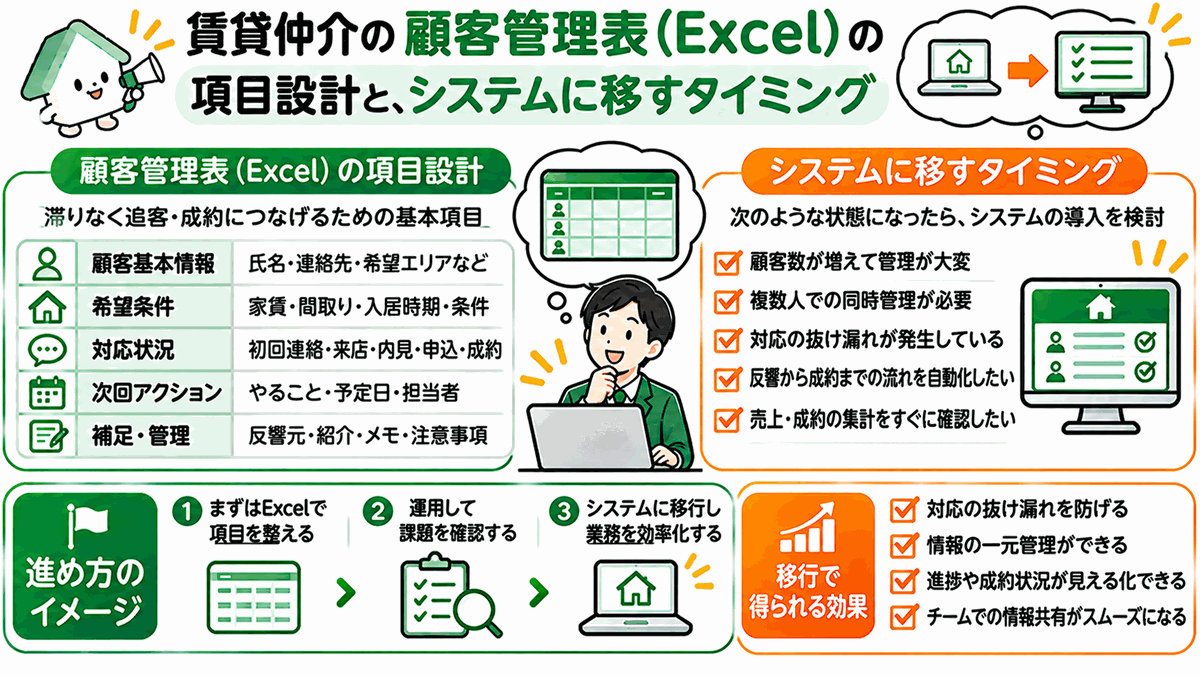 賃貸仲介の 顧客管理表(Excel)の
項目設計と、システムに移すタイミング
顧客管理表(Excel)の項目設計
滞りなく追客・成約につなげるための基本項目
顧客基本情報 氏名・連絡先・希望エリアなど
希望条件 家賃・間取り・入居時期・条件
対応状況 初回連絡・来店・内見・申込・成約
次回アクション やること・予定日・担当者
補足・管理 反響元・紹介・メモ・注意事項
システムに移すタイミング
次のような状態になったら、システムの導入を検討
顧客数が増えて管理が大変
複数人での同時管理が必要
対応の抜け漏れが発生している
反響から成約までの流れを自動化したい
売上・成約の集計をすぐに確認したい
進め方の
イメージ
1 まずはExcelで
項目を整える
2 運用して
課題を確認する
3 システムに移行し
業務を効率化する
移行で
得られる効果
対応の抜け漏れを防げる
情報の一元管理ができる
進捗や成約状況が見える化できる
チームでの情報共有がスムーズになる